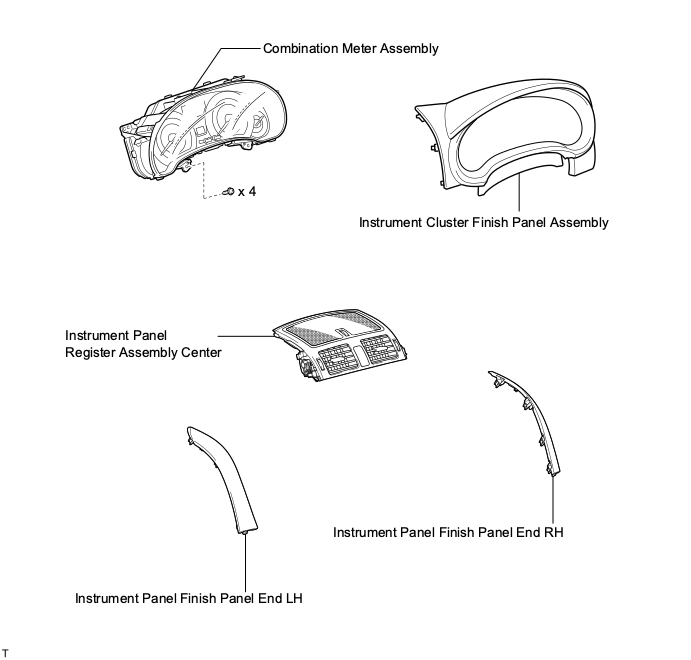 Combination Meter Assembly
x 4
Instrument Cluster Finish Panel Assembly
Instrument Panel
Register Assembly Center
Instrument Panel Finish Panel End RH
Instrument Panel Finish Panel End LH
T